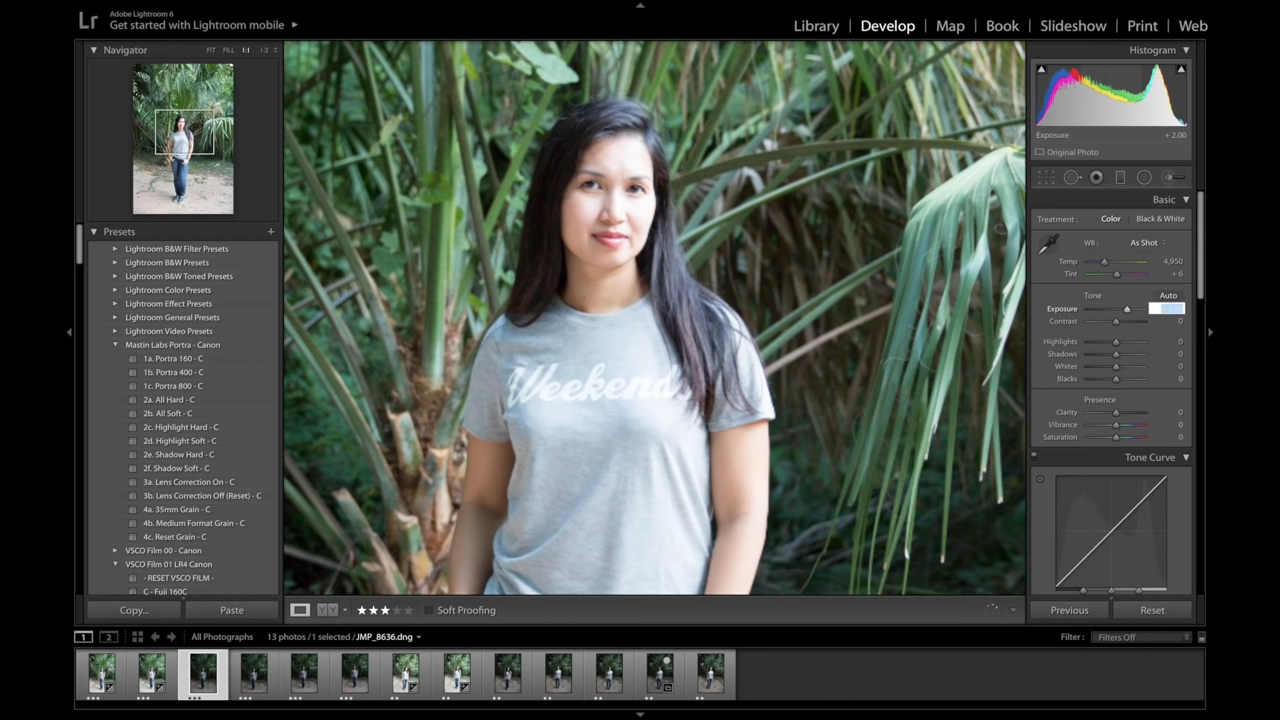 Lr
Adobe Lightroom 6
Get started with Lightroom mobile
Library | Develop | Map | Book | Slideshow | Print | Web
Navigator FIT FILL 1:1 1:2
Histogram
Exposure + 2.00
Original Photo
Presets +
Lightroom B&W Filter Presets
Lightroom B&W Presets
Lightroom B&W Toned Presets
Lightroom Color Presets
Lightroom Effect Presets
Lightroom General Presets
Lightroom Video Presets
Mastin Labs Portra - Canon
1a. Portra 160 - C
1b. Portra 400 - C
1c. Portra 800 - C
2a. All Hard - C
2b. All Soft - C
2c. Highlight Hard - C
2d. Highlight Soft - C
2e. Shadow Hard - C
2f. Shadow Soft - C
3a. Lens Correction On - C
3b. Lens Correction Off (Reset) - C
4a. 35mm Grain - C
4b. Medium Format Grain - C
4c. Reset Grain - C
VSCO Film 00 - Canon
VSCO Film 01 LR4 Canon
- RESET VSCO FILM -
C - Fuji 160C
Weekend.
Basic
Treatment : Color Black & White
WB : As Shot
Temp 4,950
Tint + 6
Tone Auto
Exposure
Contrast 0
Highlights 0
Shadows 0
Whites 0
Blacks 0
Presence
Clarity 0
Vibrance 0
Saturation 0
Tone Curve
Copy... Paste
YY
Soft Proofing
Previous Reset
1 2 All Photographs 13 photos / 1 selected / JMP_8636.dng
Filter : Filters Off